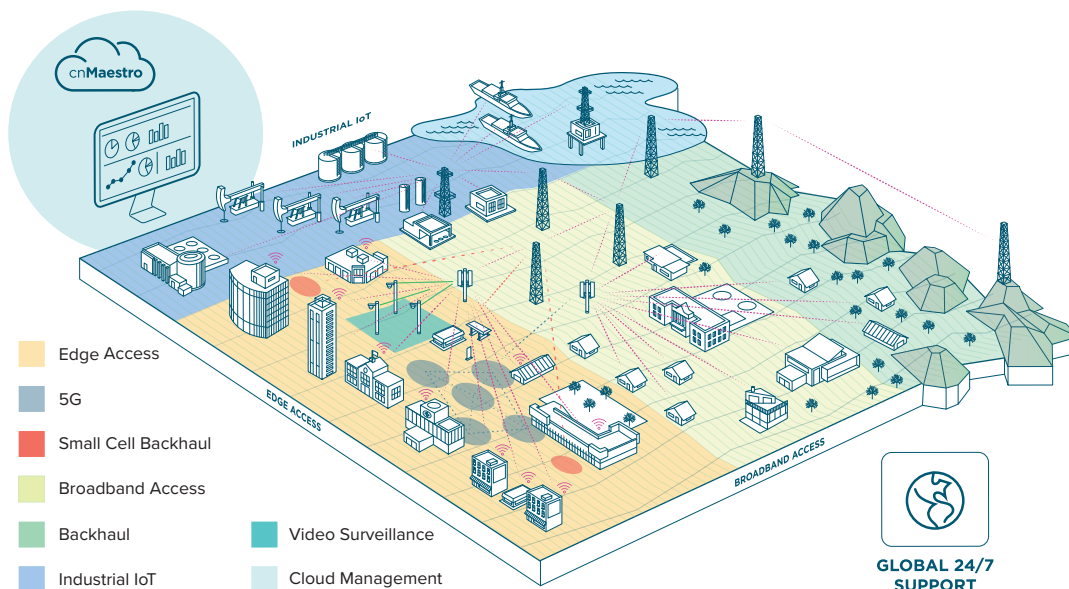 cnMaestro
INDUSTRIAL IoT
Edge Access
5G
Small Cell Backhaul
Broadband Access
Backhaul
Industrial IoT
Video Surveillance
Cloud Management
EDGE ACCESS
BROADBAND ACCESS
GLOBAL 24/7
SUPPORT